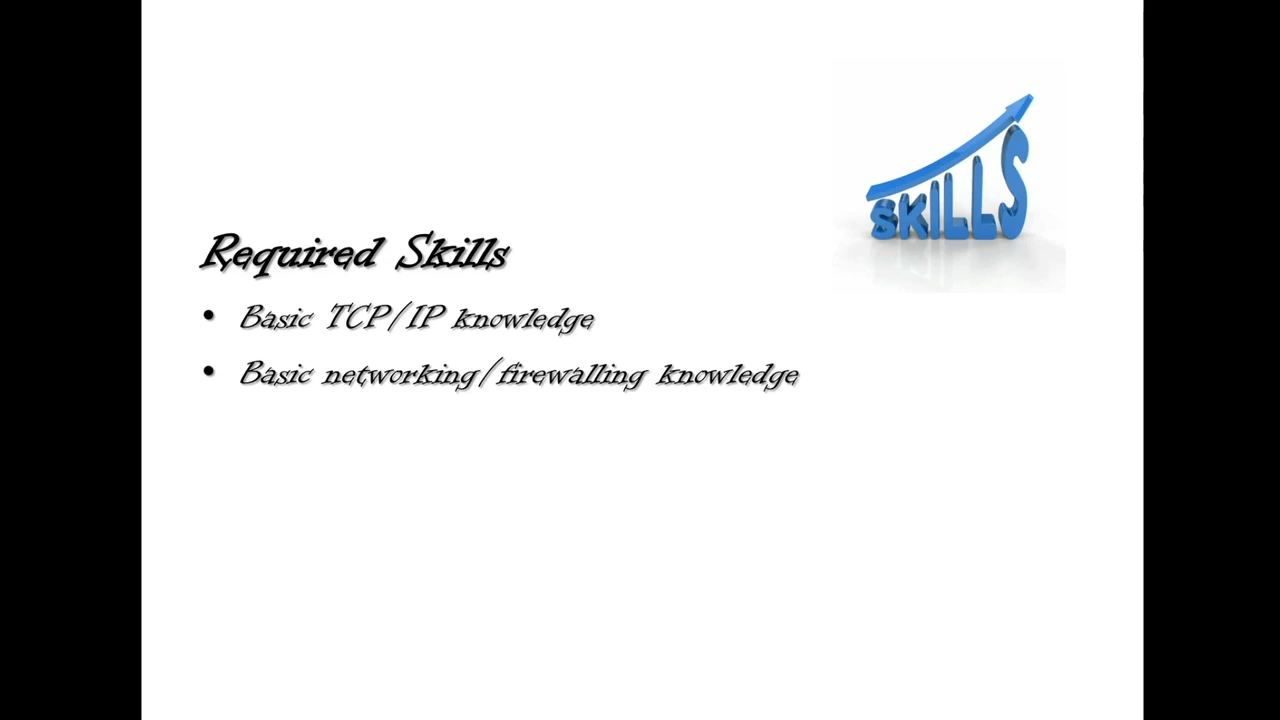 SKILLS
Required Skills
• Basic TCP/IP knowledge
• Basic networking/firewalling knowledge